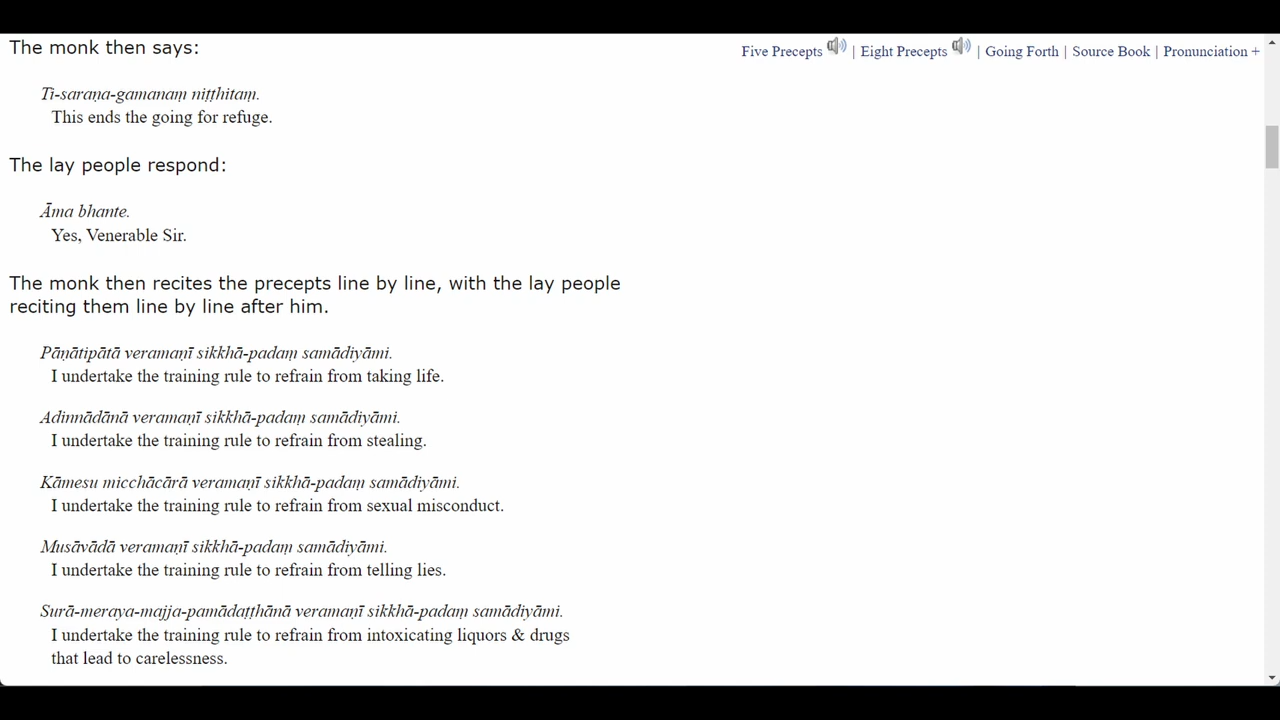 The monk then says:
Five Precepts | Eight Precepts | Going Forth | Source Book | Pronunciation +
Ti-saraṇa-gamanaṃ niṭṭhitaṃ.
This ends the going for refuge.
The lay people respond:
Āma bhante.
Yes, Venerable Sir.
The monk then recites the precepts line by line, with the lay people
reciting them line by line after him.
Pāṇātipātā veramaṇī sikkhā-padaṃ samādiyāmi.
I undertake the training rule to refrain from taking life.
Adinnādānā veramaṇī sikkhā-padaṃ samādiyāmi.
I undertake the training rule to refrain from stealing.
Kāmesu micchācārā veramaṇī sikkhā-padaṃ samādiyāmi.
I undertake the training rule to refrain from sexual misconduct.
Musāvādā veramaṇī sikkhā-padaṃ samādiyāmi.
I undertake the training rule to refrain from telling lies.
Surā-meraya-majja-pamādaṭṭhānā veramaṇī sikkhā-padaṃ samādiyāmi.
I undertake the training rule to refrain from intoxicating liquors & drugs
that lead to carelessness.